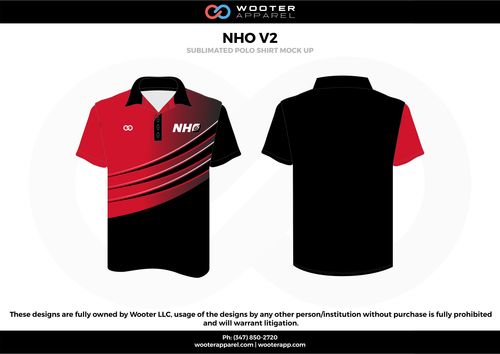 WOOTER
APPAREL
NHO V2
SUBLIMATED POLO SHIRT MOCK UP
NHO
These designs are fully owned by Wooter LLC, usage of the designs by any other person/institution without purchase is fully prohibited
and will warrant litigation.
Ph: (347) 850-2720
wooterapparel.com | wooterapp.com